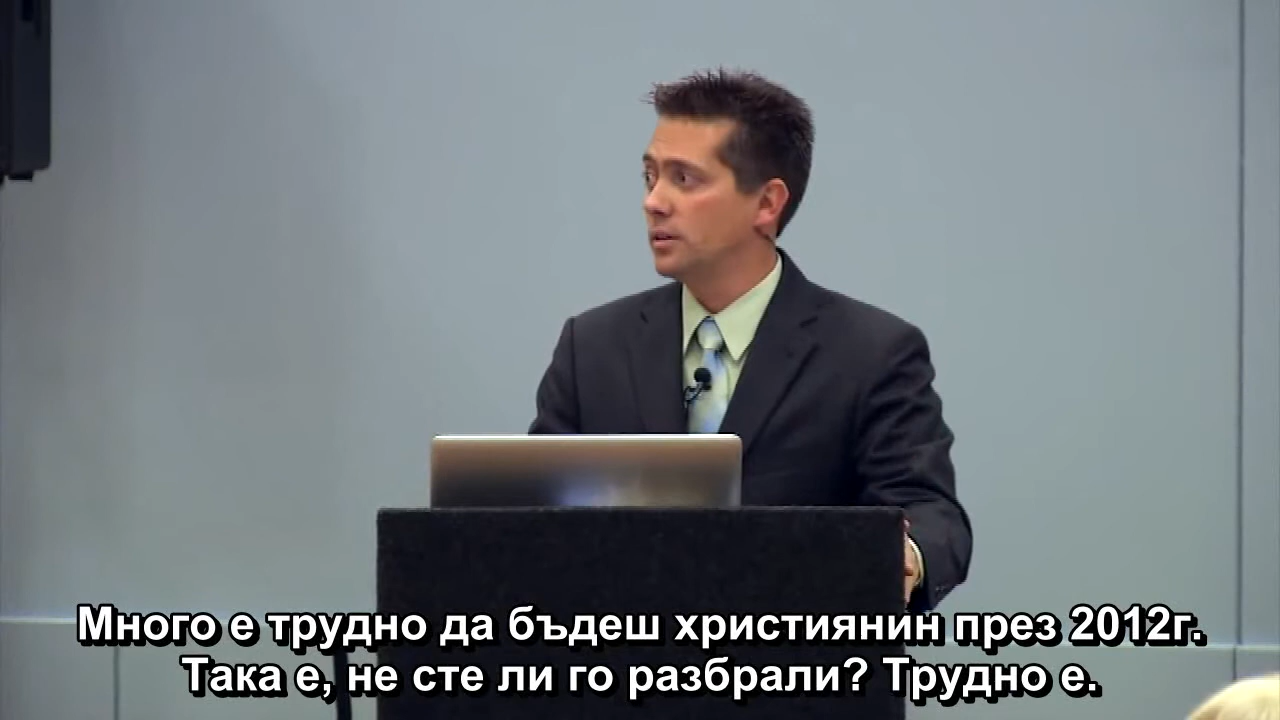 Много е трудно да бъдеш християнин през 2012г.
Така е, не сте ли го разбрали? Трудно е.